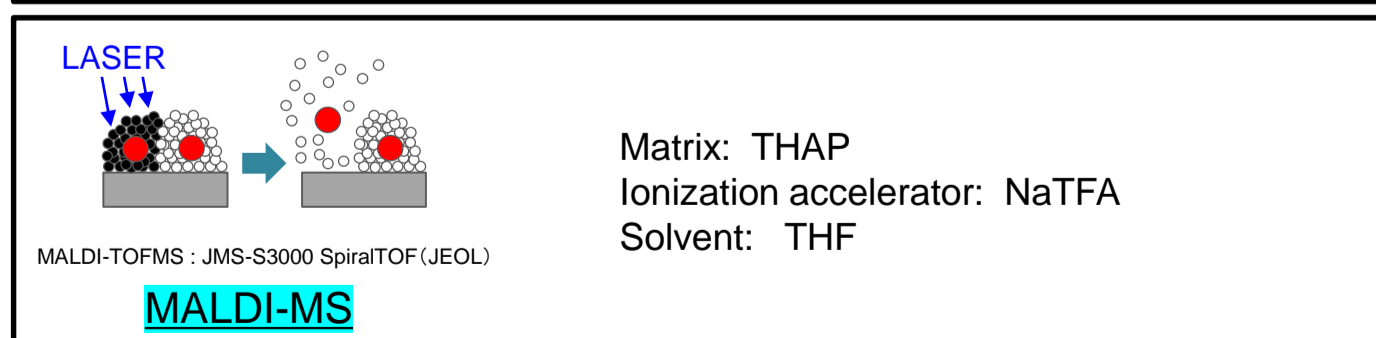 LASER
Matrix: THAP
Ionization accelerator: NaTFA
Solvent: THF
MALDI-TOFMS : JMS-S3000 SpiralTOF（JEOL）
MALDI-MS